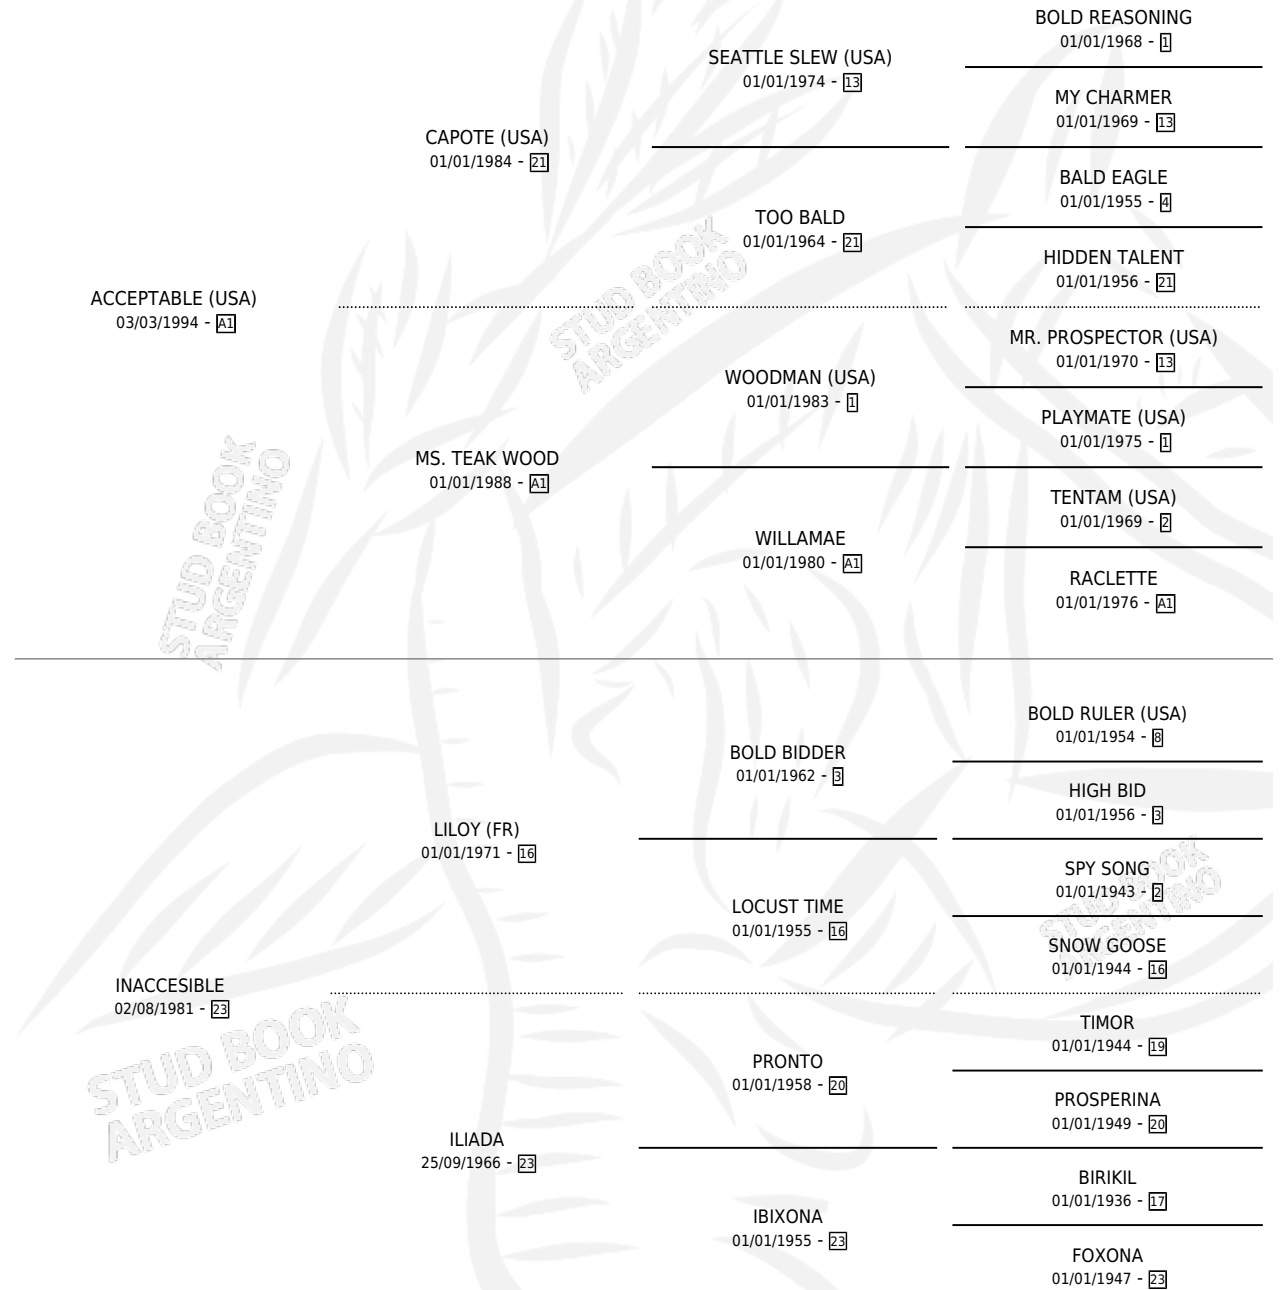 BOLD REASONING
01/01/1968 - 1
SEATTLE SLEW (USA)
01/01/1974 - 13
MY CHARMER
01/01/1969 - 13
CAPOTE (USA)
01/01/1984 - 21
BALD EAGLE
01/01/1955 - 4
TOO BALD
01/01/1964 - 21
HIDDEN TALENT
01/01/1956 - 21
ACCEPTABLE (USA)
03/03/1994 - A1
STUD BOOK
ARGENTINO
MR. PROSPECTOR (USA)
01/01/1970 - 13
WOODMAN (USA)
01/01/1983 - 1
PLAYMATE (USA)
01/01/1975 - 1
MS. TEAK WOOD
01/01/1988 - A1
TENTAM (USA)
01/01/1969 - 2
WILLAMAE
01/01/1980 - A1
RACLETTE
01/01/1976 - A1
STUD BOOK
ARGENTINO
BOLD RULER (USA)
01/01/1954 - 8
BOLD BIDDER
01/01/1962 - 3
HIGH BID
01/01/1956 - 3
LILOY (FR)
01/01/1971 - 16
SPY SONG
01/01/1943 - 2
LOCUST TIME
01/01/1955 - 16
SNOW GOOSE
01/01/1944 - 16
STUD BOOK
ARGENTINO
INACCESIBLE
02/08/1981 - 23
STUD BOOK
ARGENTINO
TIMOR
01/01/1944 - 19
PRONTO
01/01/1958 - 20
PROSPERINA
01/01/1949 - 20
ILIADA
25/09/1966 - 23
BIRIKIL
01/01/1936 - 17
IBIXONA
01/01/1955 - 23
FOXONA
01/01/1947 - 23